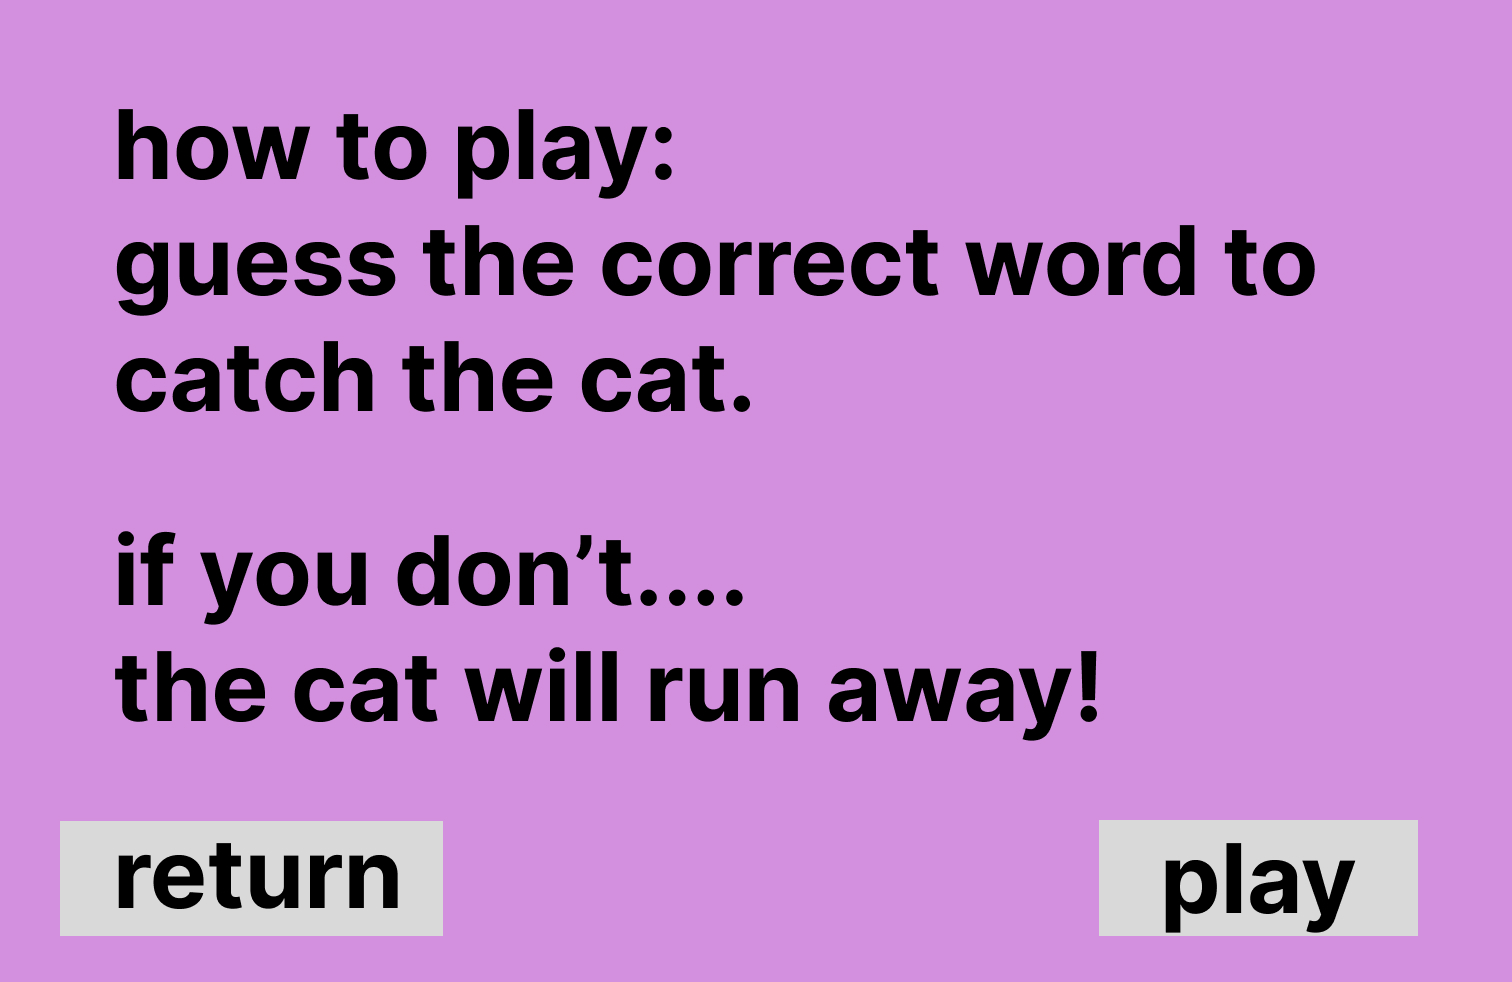 how to play:
guess the correct word to
catch the cat.
if you don’t....
the cat will run away!
return
play